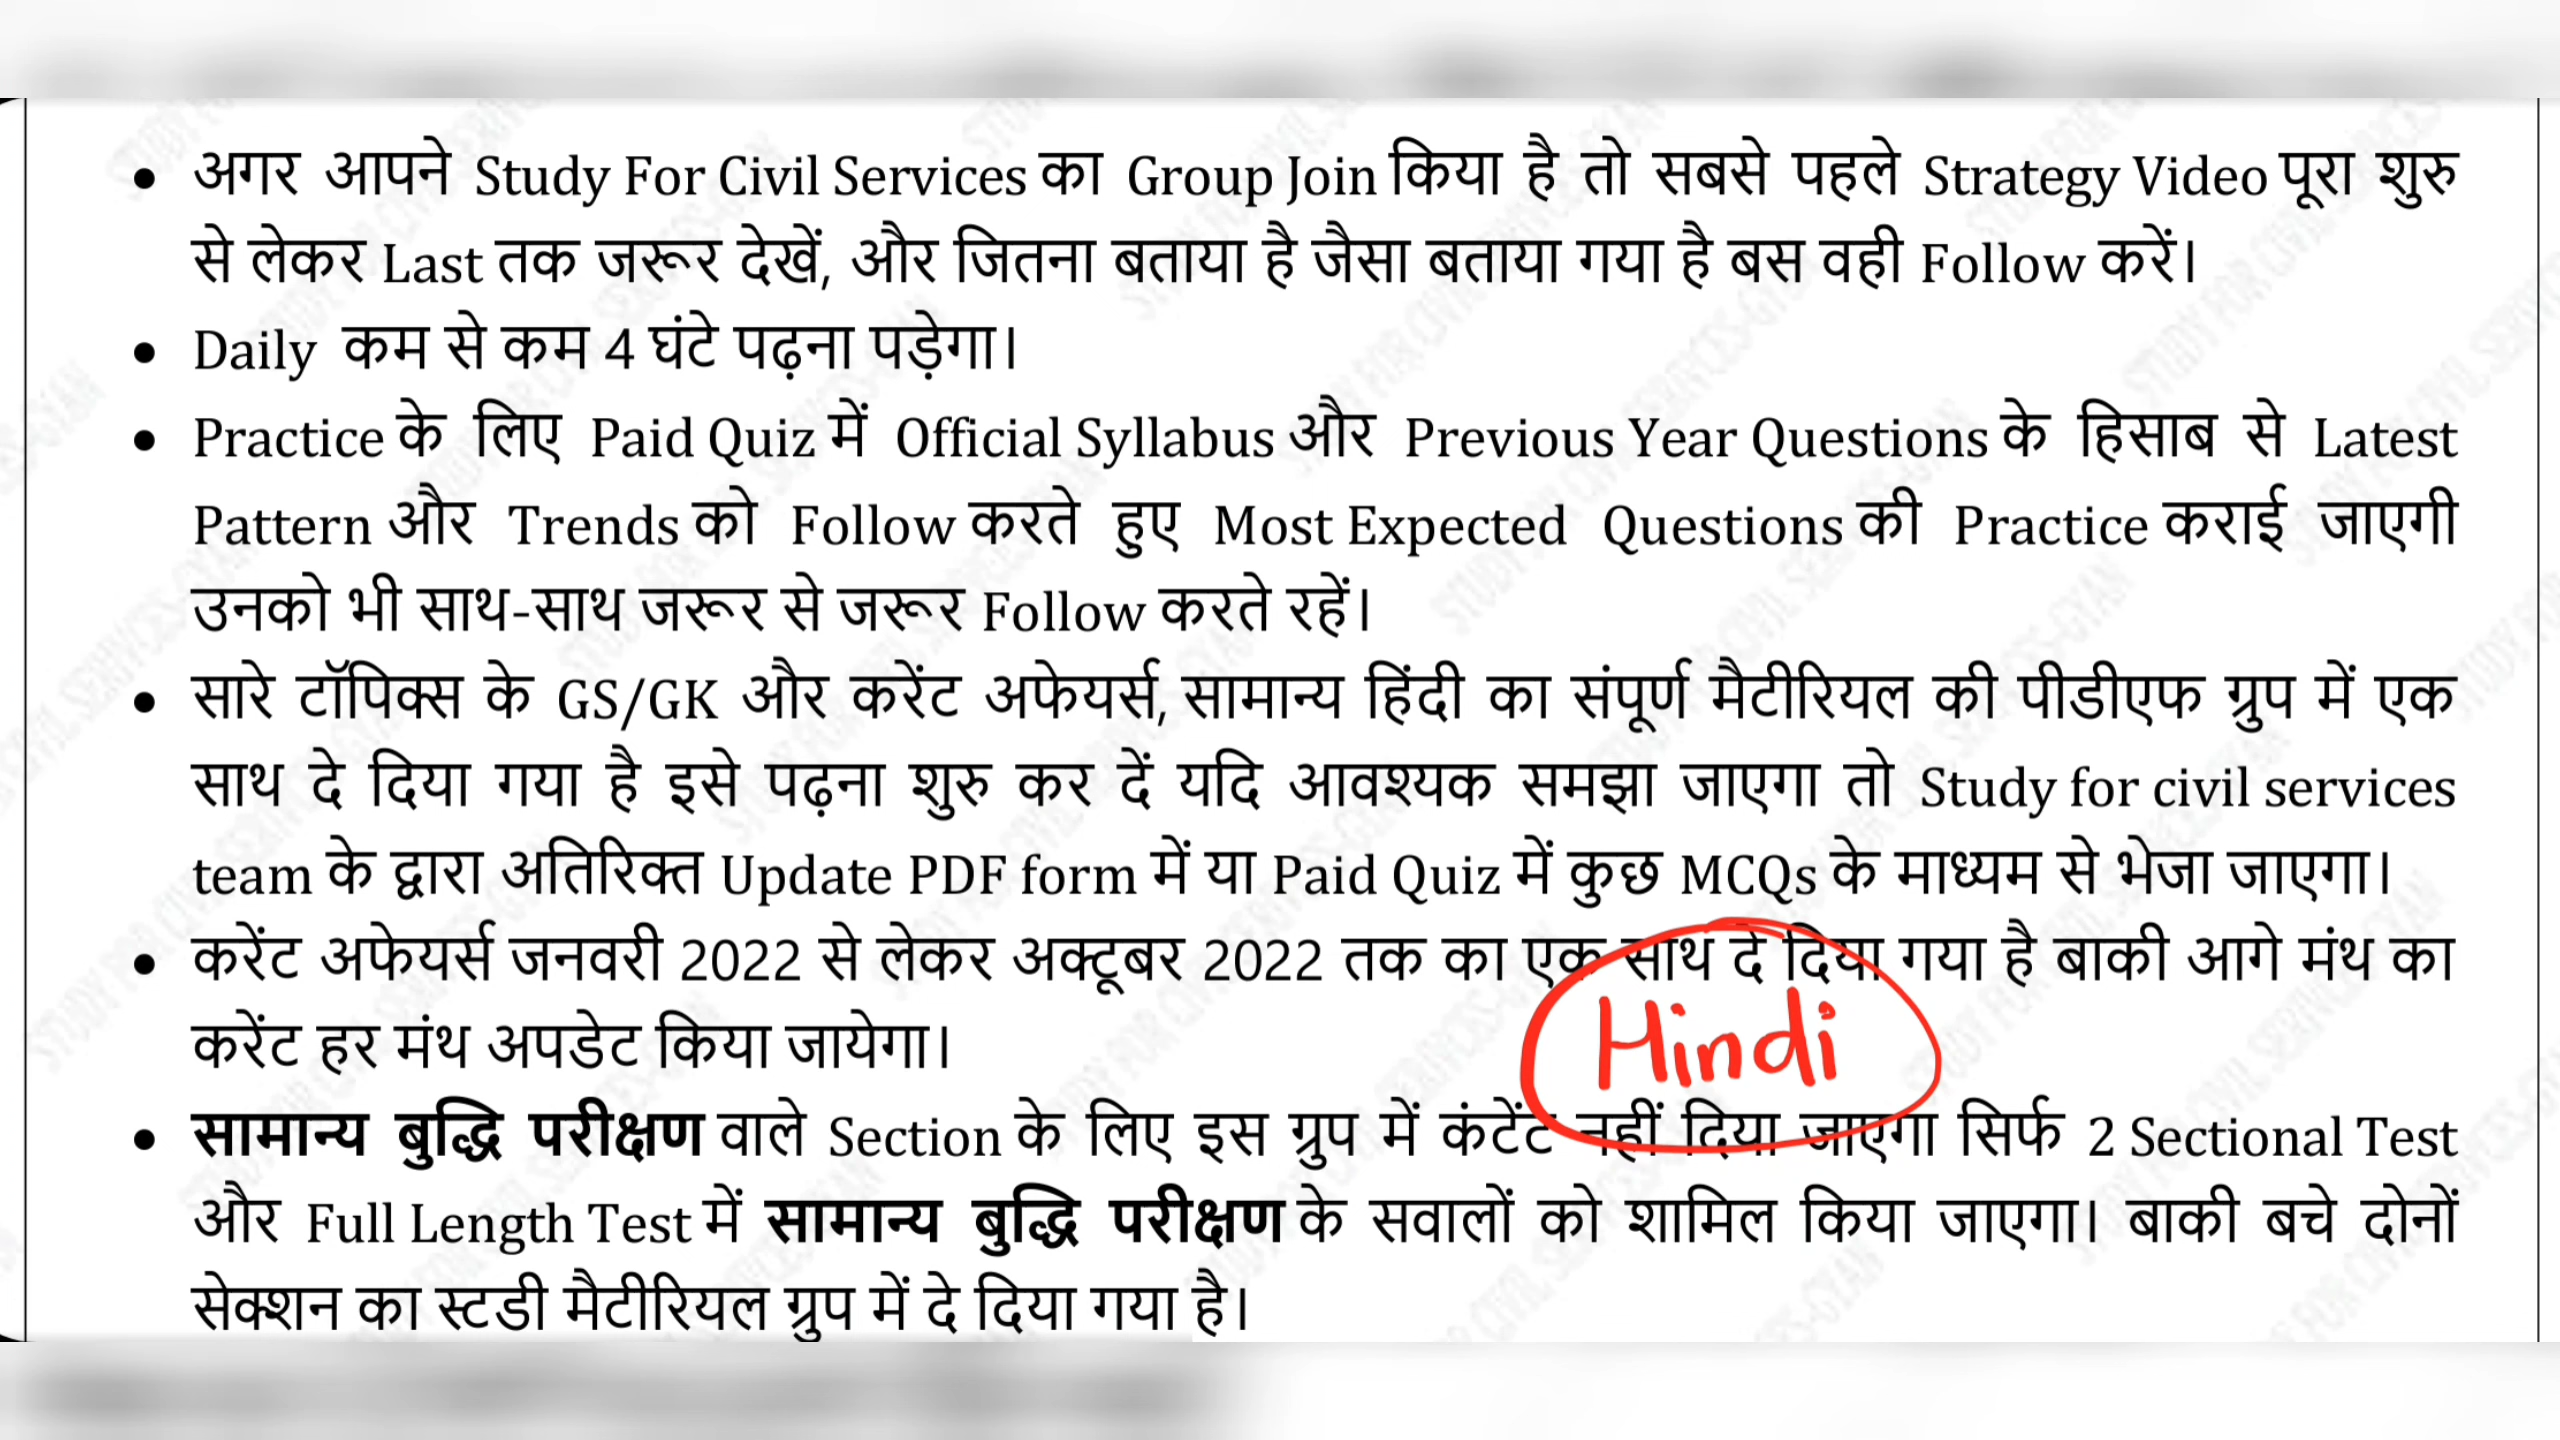 अगर आपने Study For Civil Services का Group Join किया है तो सबसे पहले Strategy Video पूरा शुरु
से लेकर Last तक जरूर देखें, और जितना बताया है जैसा बताया गया है बस वही Follow करें।
Daily कम से कम 4 घंटे पढ़ना पड़ेगा।
Practice के लिए Paid Quiz में Official Syllabus और Previous Year Questions के हिसाब से Latest
Pattern और Trends को Follow करते हुए Most Expected Questions की Practice कराई जाएगी
उनको भी साथ-साथ जरूर से जरूर Follow करते रहें।
सारे टॉपिक्स के GS/GK और करेंट अफेयर्स, सामान्य हिंदी का संपूर्ण मैटीरियल की पीडीएफ ग्रुप में एक
साथ दे दिया गया है इसे पढ़ना शुरु कर दें यदि आवश्यक समझा जाएगा तो Study for civil services
team के द्वारा अतिरिक्त Update PDF form में या Paid Quiz में कुछ MCQs के माध्यम से भेजा जाएगा।
करेंट अफेयर्स जनवरी 2022 से लेकर अक्टूबर 2022 तक का एक साथ दे दिया गया है बाकी आगे मंथ का
करेंट हर मंथ अपडेट किया जायेगा।
Hindi
सामान्य बुद्धि परीक्षण वाले Section के लिए इस ग्रुप में कंटेंट नहीं दिया जाएगा सिर्फ 2 Sectional Test
और Full Length Test में सामान्य बुद्धि परीक्षण के सवालों को शामिल किया जाएगा। बाकी बचे दोनों
सेक्शन का स्टडी मैटीरियल ग्रुप में दे दिया गया है।